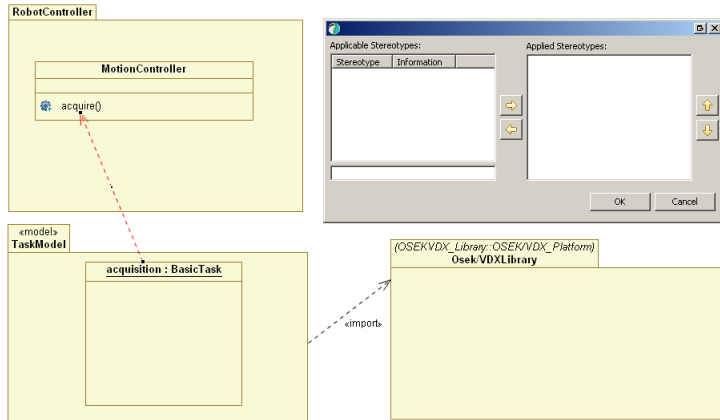 RobotController
MotionController
acquire()
Applicable Stereotypes:
Applied Stereotypes:
Stereotype Information
OK Cancel
«model»
TaskModel
acquisition : BasicTask
«import»
(OSEKVDX_Library::OSEK/VDX_Platform)
Osek/VDXLibrary